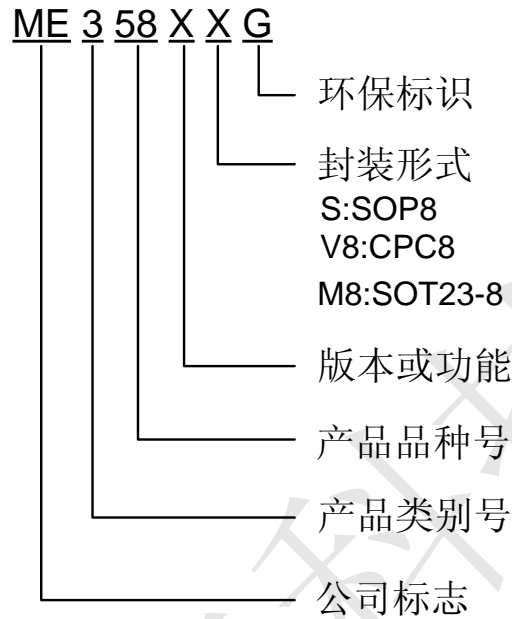 ME 3 58 X X G
环保标识
封装形式
S:SOP8
V8:CPC8
M8:SOT23-8
版本或功能
产品品种号
产品类别号
公司标志